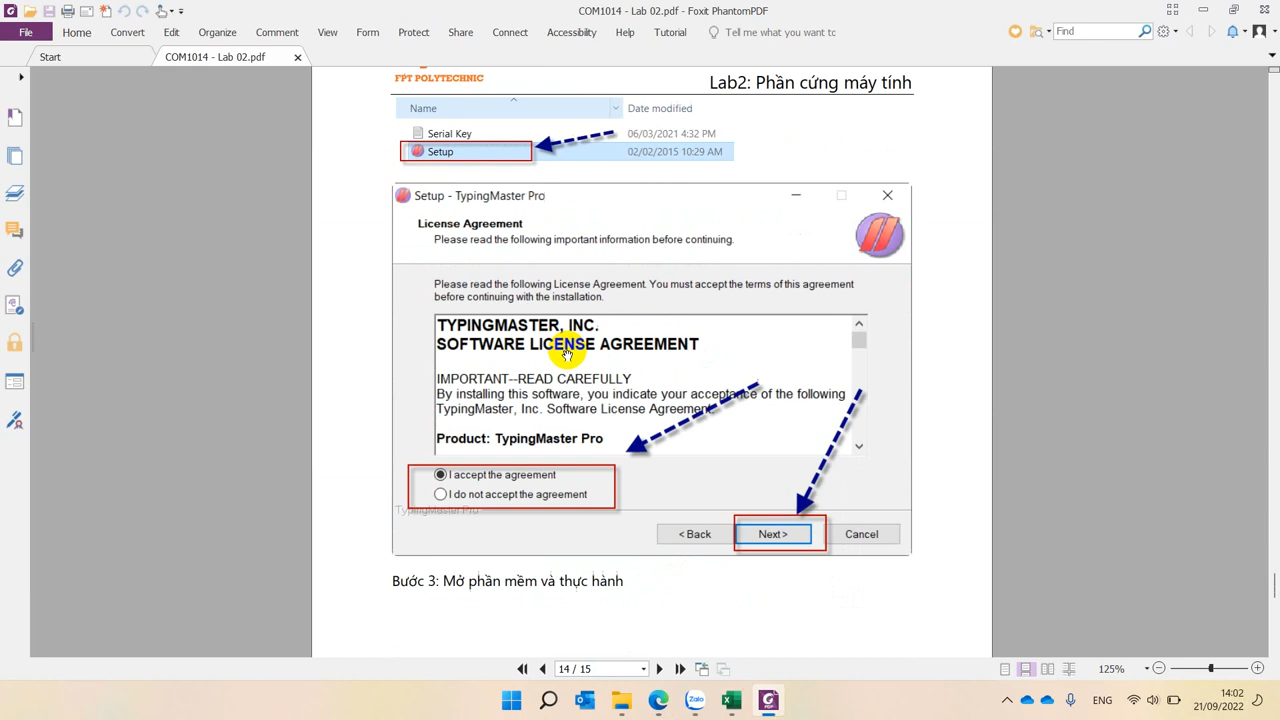 COM1014 - Lab 02.pdf - Foxit PhantomPDF
File Home Convert Edit Organize Comment View Form Protect Share Connect Accessibility Help Tutorial Tell me what you want to do Find
Start COM1014 - Lab 02.pdf
FPT POLYTECHNIC
Lab2: Phần cứng máy tính
Name Date modified
Serial Key 06/03/2021 4:32 PM
Setup 02/02/2015 10:29 AM
Setup - TypingMaster Pro
License Agreement
Please read the following important information before continuing.
Please read the following License Agreement. You must accept the terms of this agreement
before continuing with the installation.
TYPINGMASTER, INC.
SOFTWARE LICENSE AGREEMENT
IMPORTANT--READ CAREFULLY
By installing this software, you indicate your acceptance of the following
TypingMaster, Inc. Software License Agreement
Product: TypingMaster Pro
I accept the agreement
I do not accept the agreement
TypingMaster Pro
< Back Next > Cancel
Bước 3: Mở phần mềm và thực hành
14 / 15 125%
Zalo PDF ENG 14:02
21/09/2022